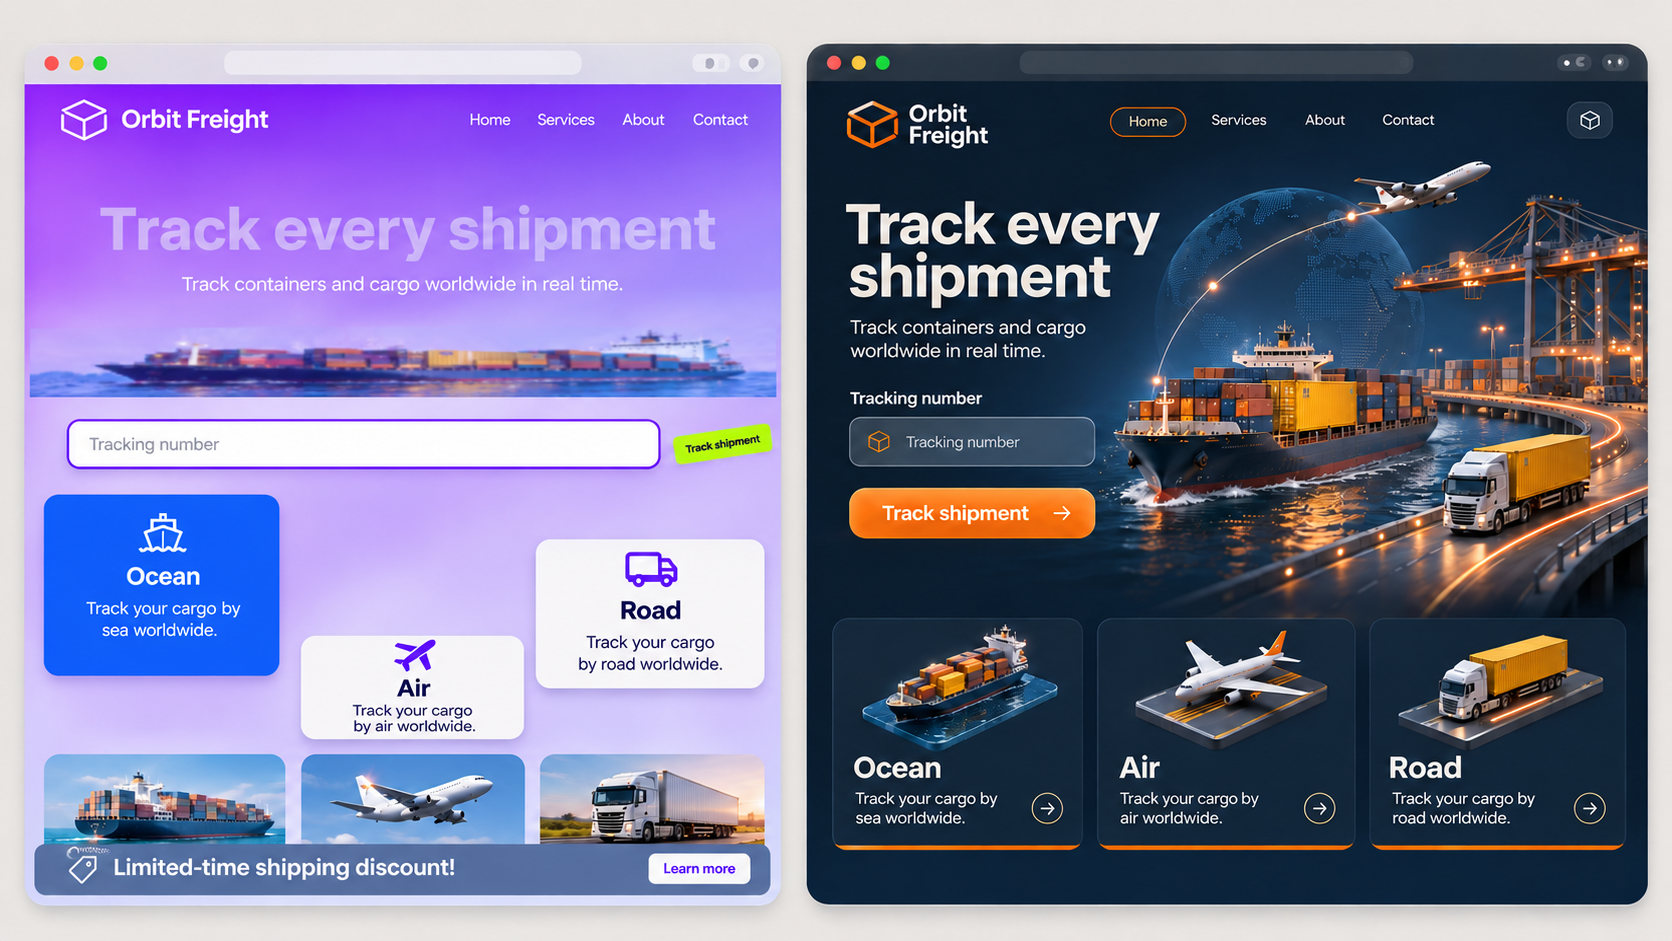 Orbit Freight
Home
Services
About
Contact
Track every shipment
Track containers and cargo worldwide in real time.
Tracking number
Track shipment
Ocean
Track your cargo by
sea worldwide.
Air
Track your cargo
by air worldwide.
Road
Track your cargo
by road worldwide.
Limited-time shipping discount!
Learn more
Orbit
Freight
Home
Services
About
Contact
Track every
shipment
Track containers and cargo
worldwide in real time.
Tracking number
Tracking number
Track shipment
Ocean
Track your cargo by
sea worldwide.
Air
Track your cargo by
air worldwide.
Road
Track your cargo by
road worldwide.